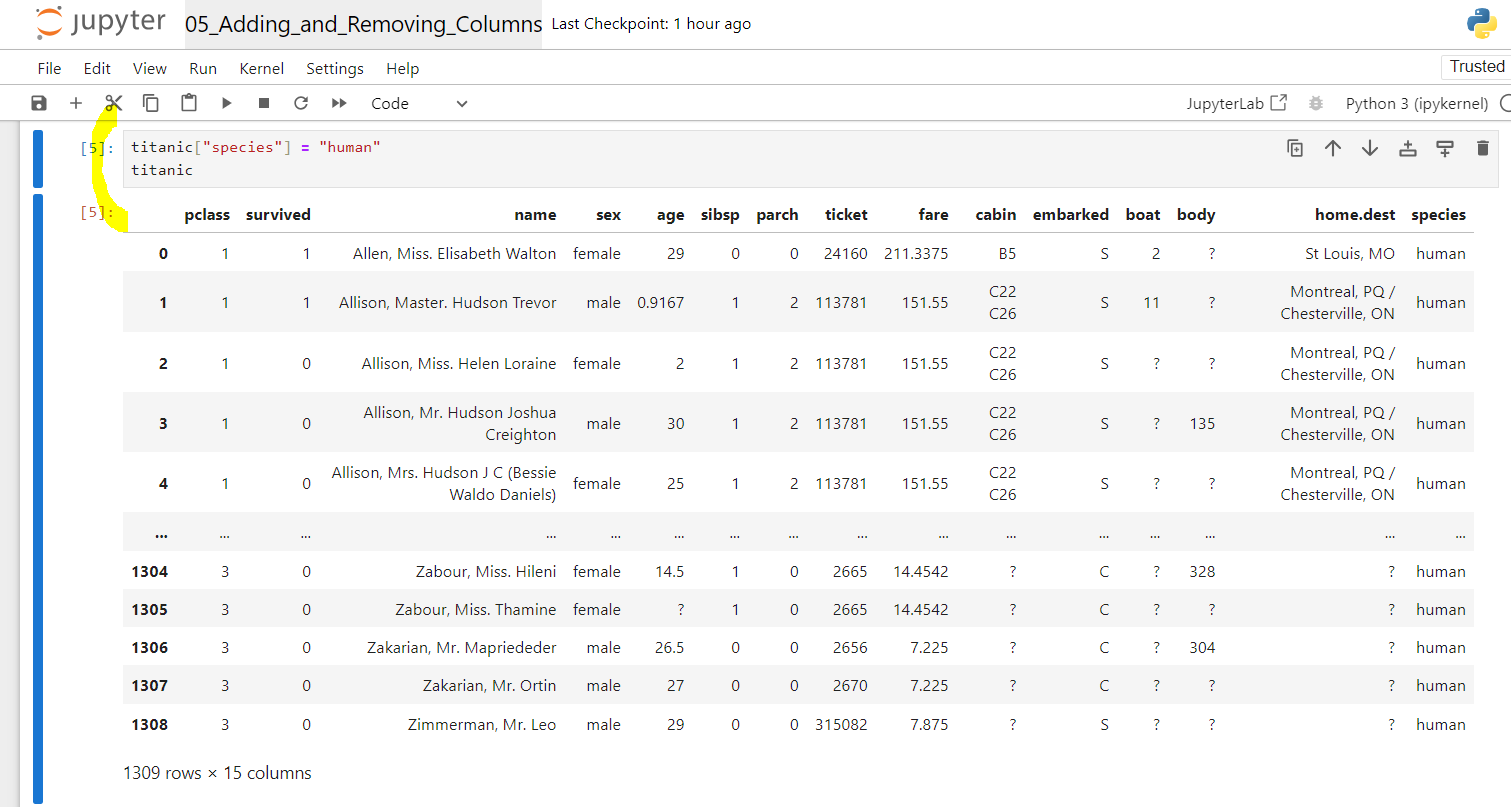 jupyter 05_Adding_and_Removing_Columns Last Checkpoint: 1 hour ago
File Edit View Run Kernel Settings Help Trusted
Code JupyterLab Python 3 (ipykernel)
[5]: titanic["species"] = "human"
titanic
[5]: pclass survived name sex age sibsp parch ticket fare cabin embarked boat body home.dest species
0 1 1 Allen, Miss. Elisabeth Walton female 29 0 0 24160 211.3375 B5 S 2 ? St Louis, MO human
1 1 1 Allison, Master. Hudson Trevor male 0.9167 1 2 113781 151.55 C22 C26 S 11 ? Montreal, PQ / Chesterville, ON human
2 1 0 Allison, Miss. Helen Loraine female 2 1 2 113781 151.55 C22 C26 S ? ? Montreal, PQ / Chesterville, ON human
3 1 0 Allison, Mr. Hudson Joshua Creighton male 30 1 2 113781 151.55 C22 C26 S ? 135 Montreal, PQ / Chesterville, ON human
4 1 0 Allison, Mrs. Hudson J C (Bessie Waldo Daniels) female 25 1 2 113781 151.55 C22 C26 S ? ? Montreal, PQ / Chesterville, ON human
... ... ... ... ... ... ... ... ... ... ... ... ... ... ... ...
1304 3 0 Zabour, Miss. Hileni female 14.5 1 0 2665 14.4542 ? C ? 328 ? human
1305 3 0 Zabour, Miss. Thamine female ? 1 0 2665 14.4542 ? C ? ? ? human
1306 3 0 Zakarian, Mr. Mapriededer male 26.5 0 0 2656 7.225 ? C ? 304 ? human
1307 3 0 Zakarian, Mr. Ortin male 27 0 0 2670 7.225 ? C ? ? ? human
1308 3 0 Zimmerman, Mr. Leo male 29 0 0 315082 7.875 ? S ? ? ? human
1309 rows × 15 columns